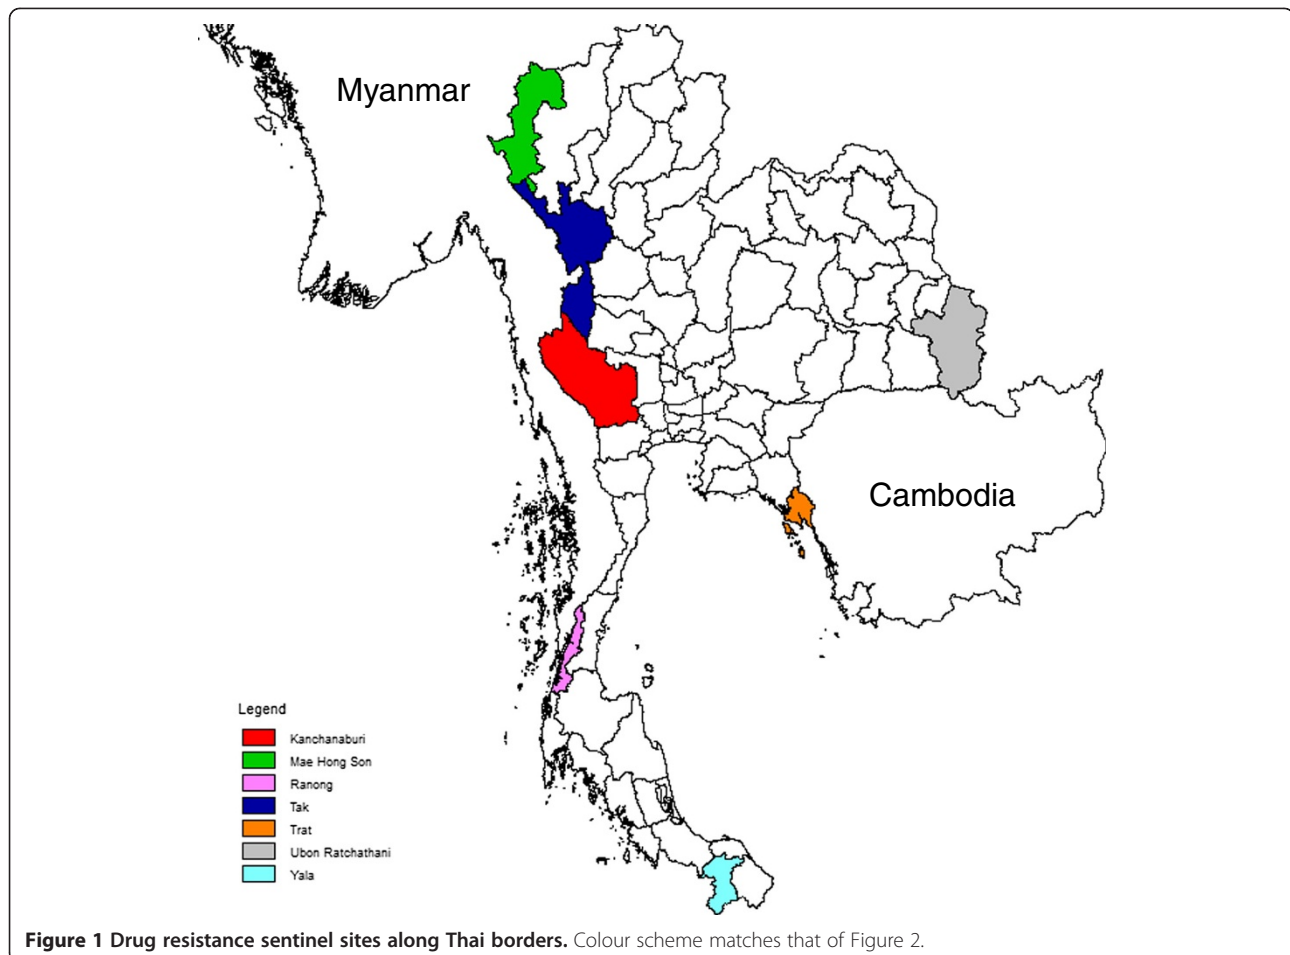 Myanmar
Cambodia
Legend
Kanchanaburi
Mae Hong Son
Ranong
Tak
Trat
Ubon Ratchathani
Yala
Figure 1 Drug resistance sentinel sites along Thai borders. Colour scheme matches that of Figure 2.